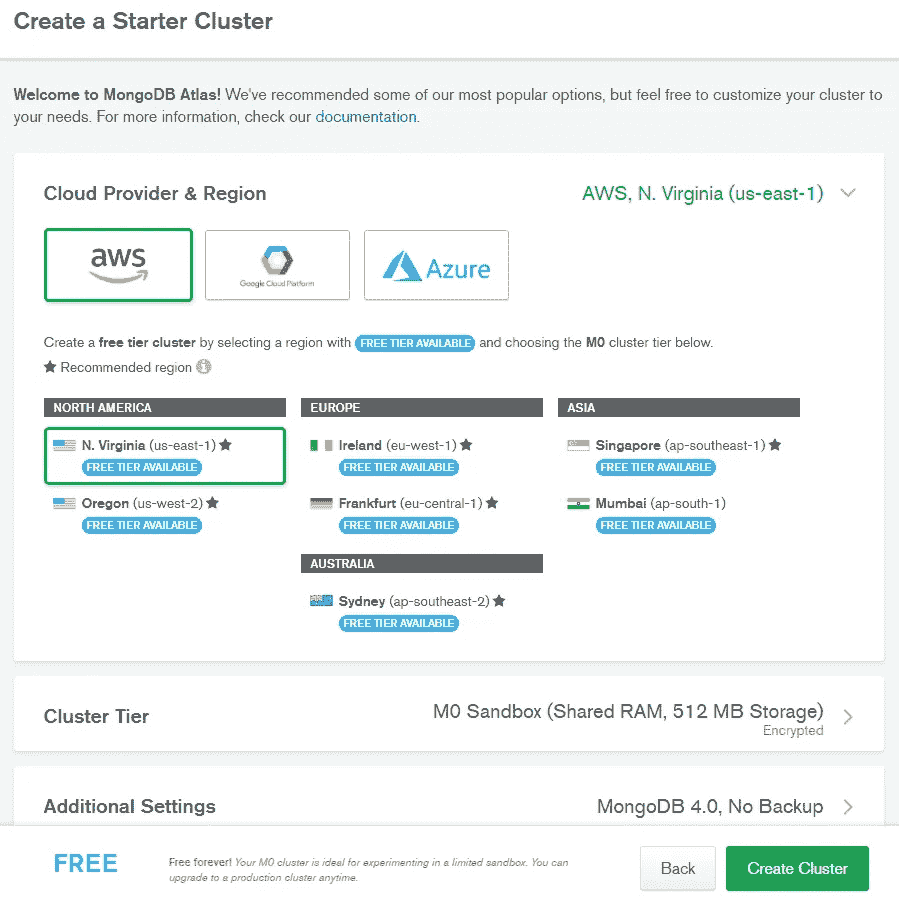 Create a Starter Cluster
Welcome to MongoDB Atlas! We've recommended some of our most popular options, but feel free to customize your cluster to
your needs. For more information, check our documentation.
Cloud Provider & Region
AWS, N. Virginia (us-east-1)
aws
Google Cloud Platform
Azure
Create a free tier cluster by selecting a region with FREE TIER AVAILABLE and choosing the M0 cluster tier below.
Recommended region
NORTH AMERICA
N. Virginia (us-east-1)
FREE TIER AVAILABLE
Oregon (us-west-2)
FREE TIER AVAILABLE
EUROPE
Ireland (eu-west-1)
FREE TIER AVAILABLE
Frankfurt (eu-central-1)
FREE TIER AVAILABLE
AUSTRALIA
Sydney (ap-southeast-2)
FREE TIER AVAILABLE
ASIA
Singapore (ap-southeast-1)
FREE TIER AVAILABLE
Mumbai (ap-south-1)
FREE TIER AVAILABLE
Cluster Tier
M0 Sandbox (Shared RAM, 512 MB Storage)
Encrypted
Additional Settings
MongoDB 4.0, No Backup
FREE
Free forever! Your M0 cluster is ideal for experimenting in a limited sandbox. You can
upgrade to a production cluster anytime.
Back
Create Cluster